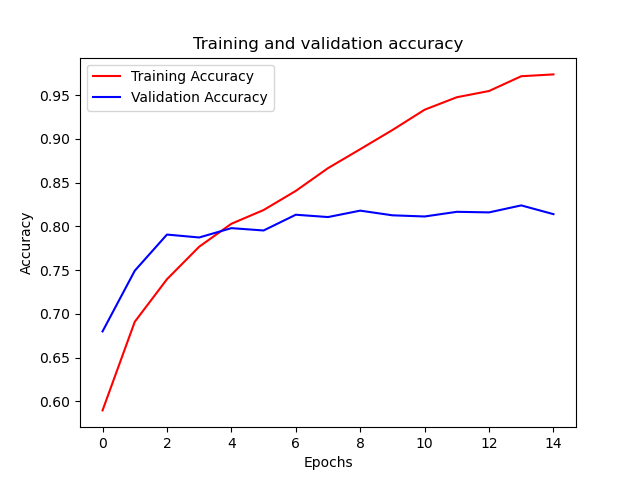 Training and validation accuracy
Training Accuracy
Validation Accuracy
Accuracy
0.95
0.90
0.85
0.80
0.75
0.70
0.65
0.60
0 2 4 6 8 10 12 14
Epochs